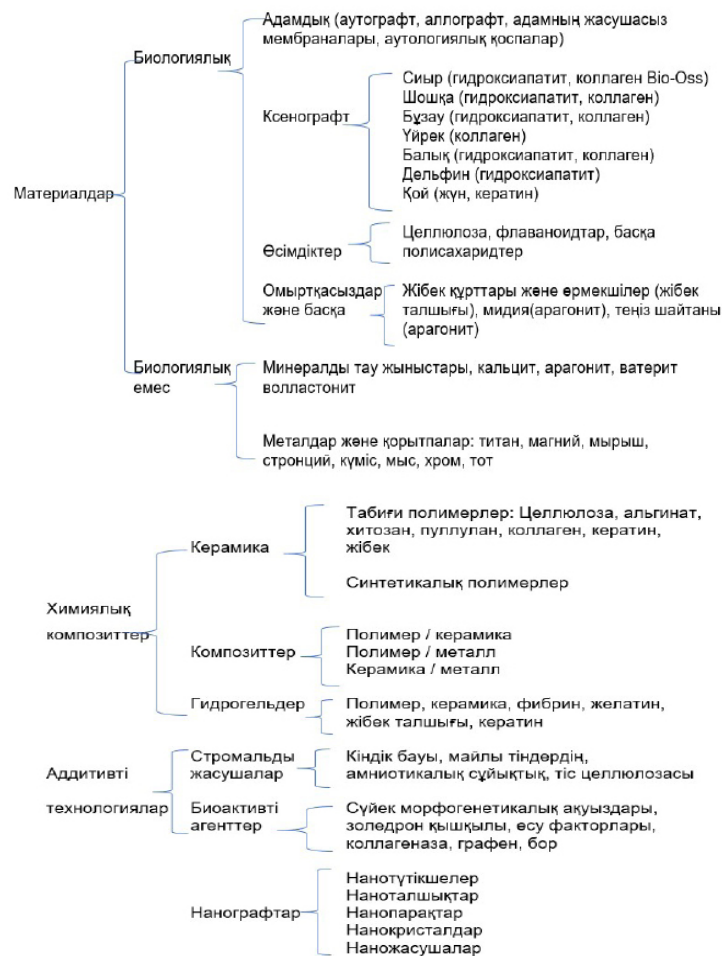 Адамдық (аутографт, аллографт, адамның жасушасыз
мембраналары, аутологиялық қоспалар)
Биологиялық
Сиыр (гидроксиапатит, коллаген Bio-Oss)
Шошқа (гидроксиапатит, коллаген)
Ксенографт
Бұзау (гидроксиапатит, коллаген)
Үйрек (коллаген)
Балық (гидроксиапатит, коллаген)
Дельфин (гидроксиапатит)
Қой (жүн, кератин)
Материалдар
Целлюлоза, флаваноидтар, басқа
полисахаридтер
Өсімдіктер
Омыртқасыздар
және басқа
Жібек құрттары және өрмекшілер (жібек
талшығы), мидия(арагонит), теңіз шайтаны
(арагонит)
Биологиялық
емес
Минералды тау жыныстары, кальцит, арагонит, ватерит
волластонит
Металдар және қорытпалар: титан, магний, мырыш,
стронций, күміс, мыс, хром, тот
Табиғи полимерлер: Целлюлоза, альгинат,
хитозан, пуллулан, коллаген, кератин,
жібек
Керамика
Синтетикалық полимерлер
Химиялық
композиттер
Полимер / керамика
Композиттер
Полимер / металл
Керамика / металл
Гидрогельдер
Полимер, керамика, фибрин, желатин,
жібек талшығы, кератин
Стромальды
жасушалар
Кіндік бауы, майлы тіндердің,
амниотикалық сұйықтық, тіс целлюлозасы
Аддитивті
технологиялар
Биоактивті
агенттер
Сүйек морфогенетикалық ақуыздары,
золедрон қышқылы, өсу факторлары,
коллагеназа, графен, бор
Нанотүтікшелер
Наноталшықтар
Нанографтар
Нанопарақтар
Нанокристалдар
Наножасушалар